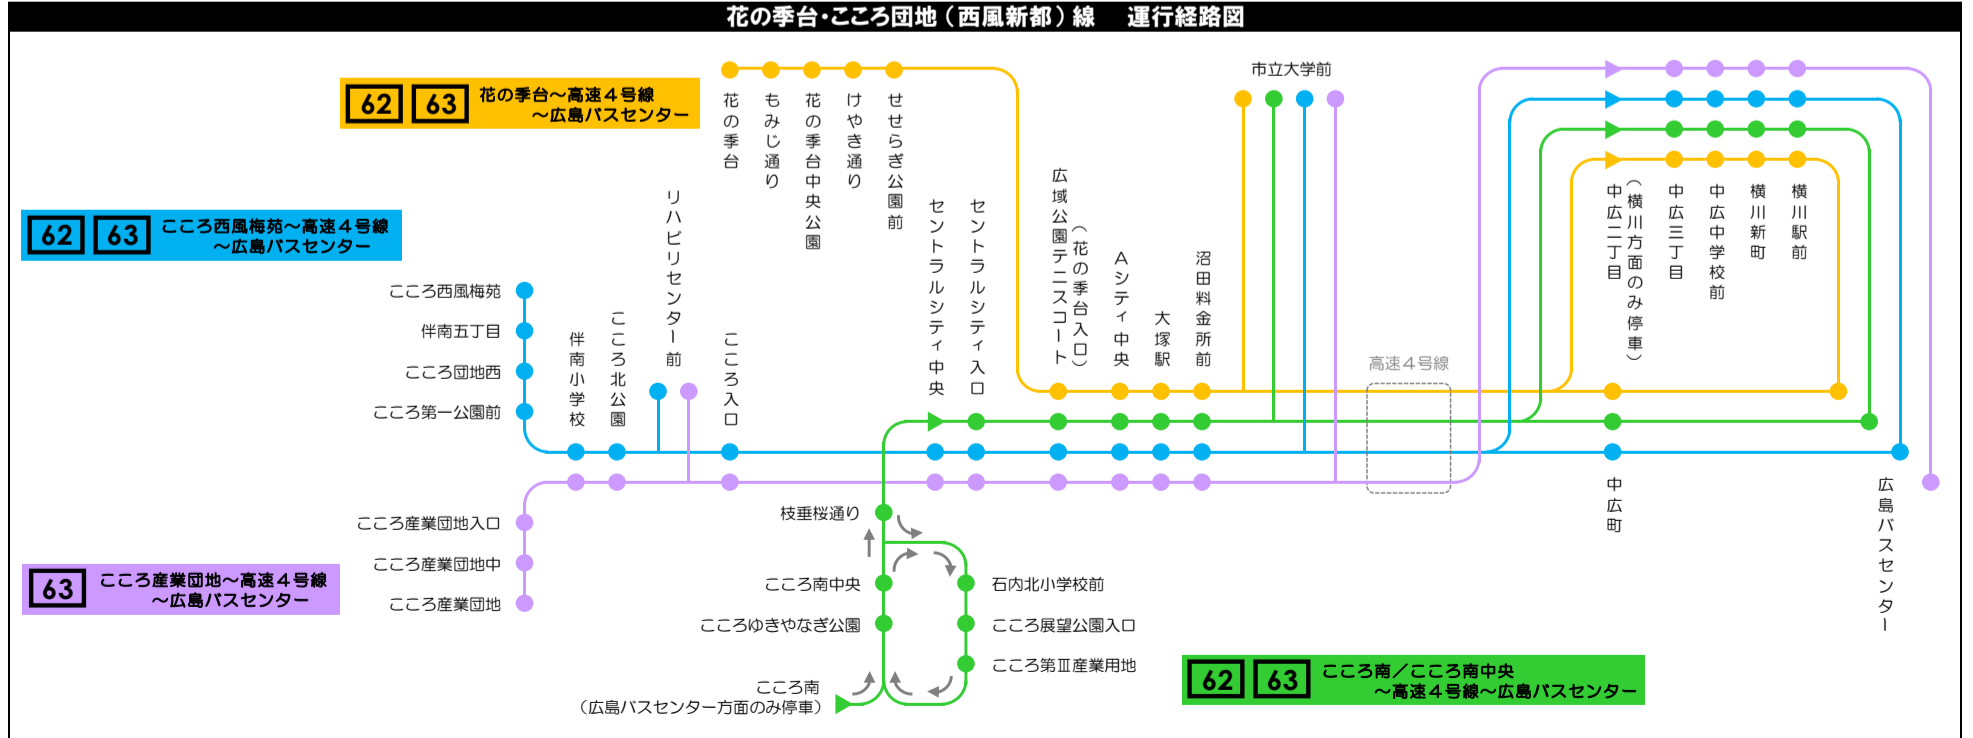 花の季台・こころ団地（西風新都）線　運行経路図
62 63 花の季台～高速４号線
～広島バスセンター
62 63 こころ西風梅苑～高速４号線
～広島バスセンター
63 こころ産業団地～高速４号線
～広島バスセンター
62 63 こころ南／こころ南中央
～高速４号線～広島バスセンター
花の季台
もみじ通り
花の季台中央公園
けやき通り
せせらぎ公園前
市立大学前
こころ西風梅苑
伴南五丁目
こころ団地西
こころ第一公園前
伴南小学校
こころ北公園
リハビリセンター前
こころ入口
セントラルシティ中央
セントラルシティ入口
広域公園テニスコート
（花の季台入口）
Ａシティ中央
大塚駅
沼田料金所前
高速４号線
中広二丁目
（横川方面のみ停車）
中広三丁目
中広中学校前
横川新町
横川駅前
中広町
広島バスセンター
こころ産業団地入口
こころ産業団地中
こころ産業団地
枝垂桜通り
こころ南中央
こころゆきやなぎ公園
こころ南
（広島バスセンター方面のみ停車）
石内北小学校前
こころ展望公園入口
こころ第Ⅲ産業用地